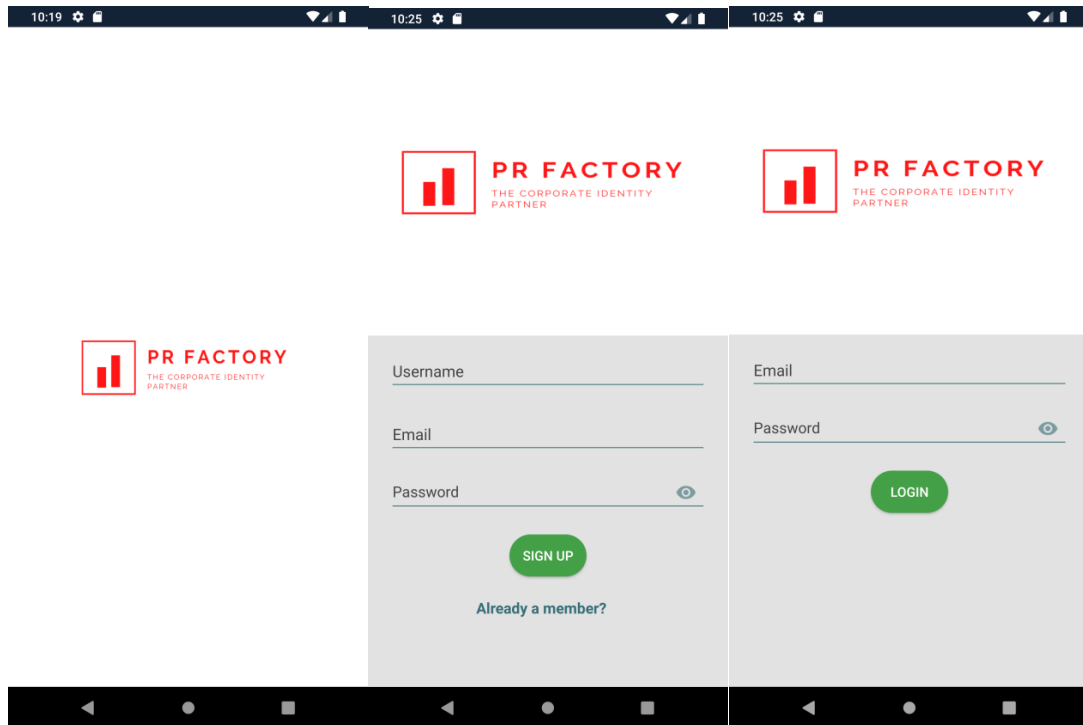 10:19
PR FACTORY
THE CORPORATE IDENTITY
PARTNER
10:25
PR FACTORY
THE CORPORATE IDENTITY
PARTNER
Username
Email
Password
SIGN UP
Already a member?
10:25
PR FACTORY
THE CORPORATE IDENTITY
PARTNER
Email
Password
LOGIN